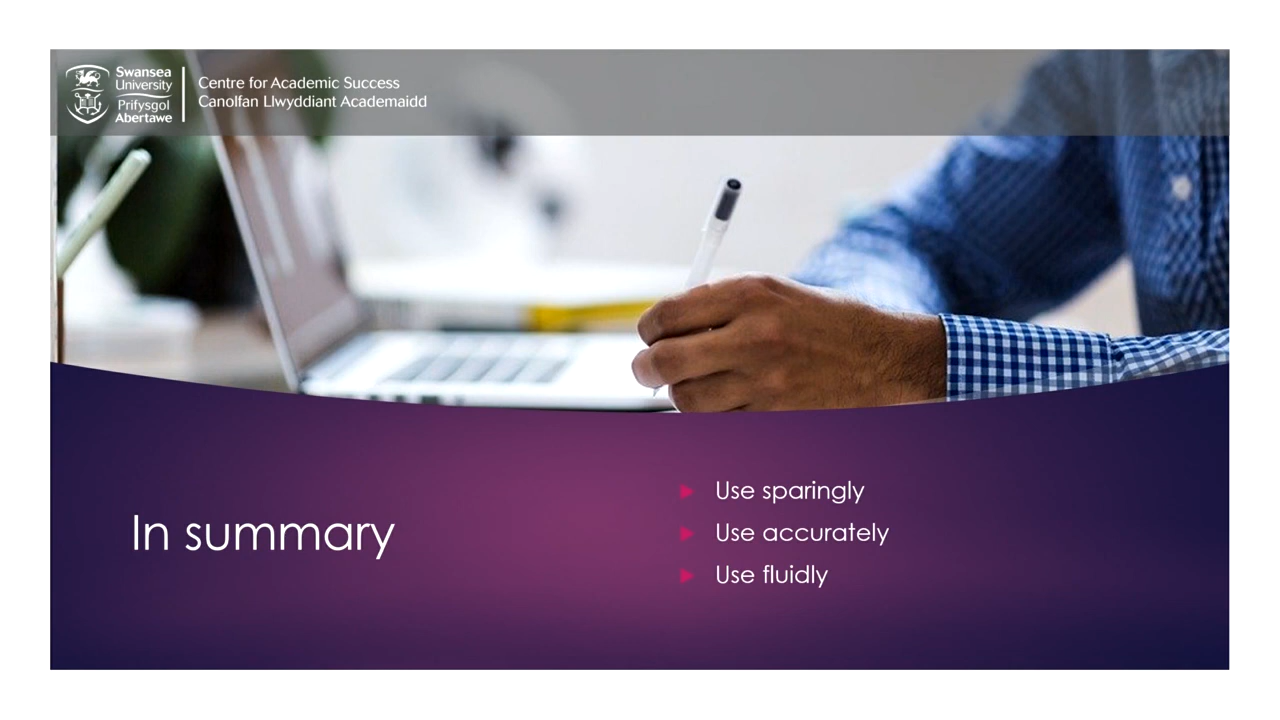 Swansea
University
Prifysgol
Abertawe
Centre for Academic Success
Canolfan Llwyddiant Academaidd
In summary
Use sparingly
Use accurately
Use fluidly